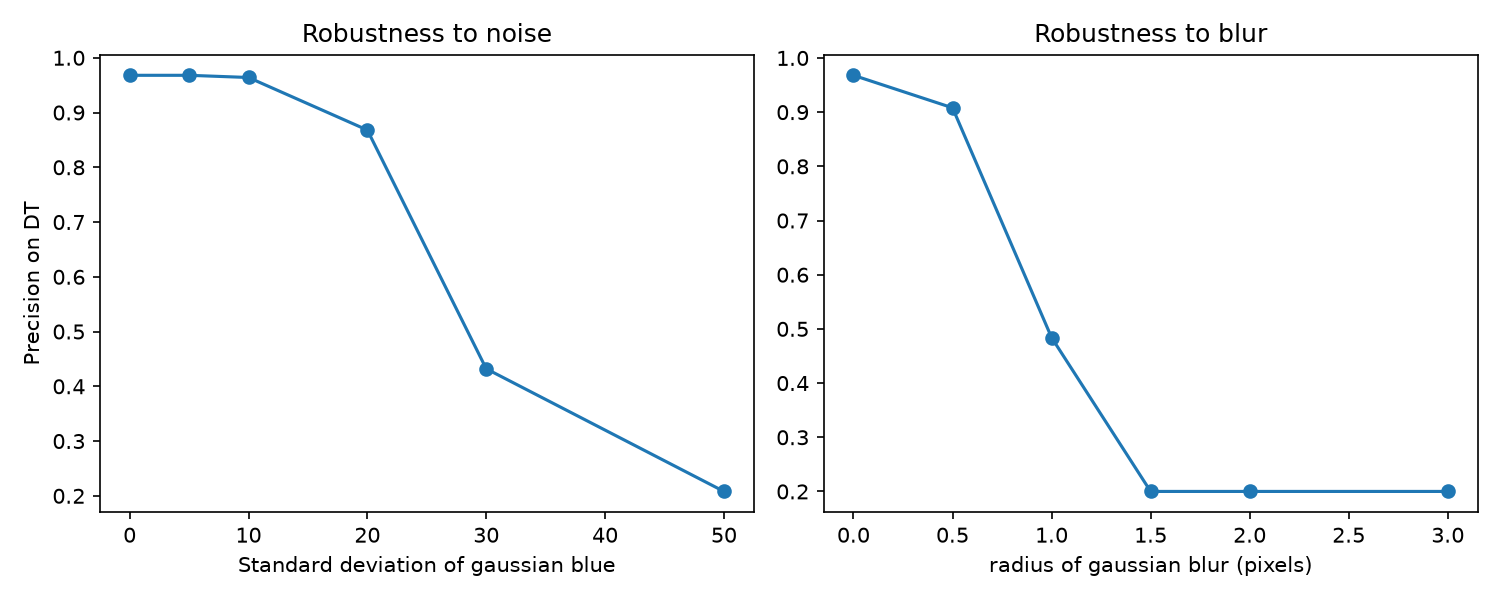 Robustness to noise
Precision on DT
1.0
0.9
0.8
0.7
0.6
0.5
0.4
0.3
0.2
0 10 20 30 40 50
Standard deviation of gaussian blue
Robustness to blur
1.0
0.9
0.8
0.7
0.6
0.5
0.4
0.3
0.2
0.0 0.5 1.0 1.5 2.0 2.5 3.0
radius of gaussian blur (pixels)